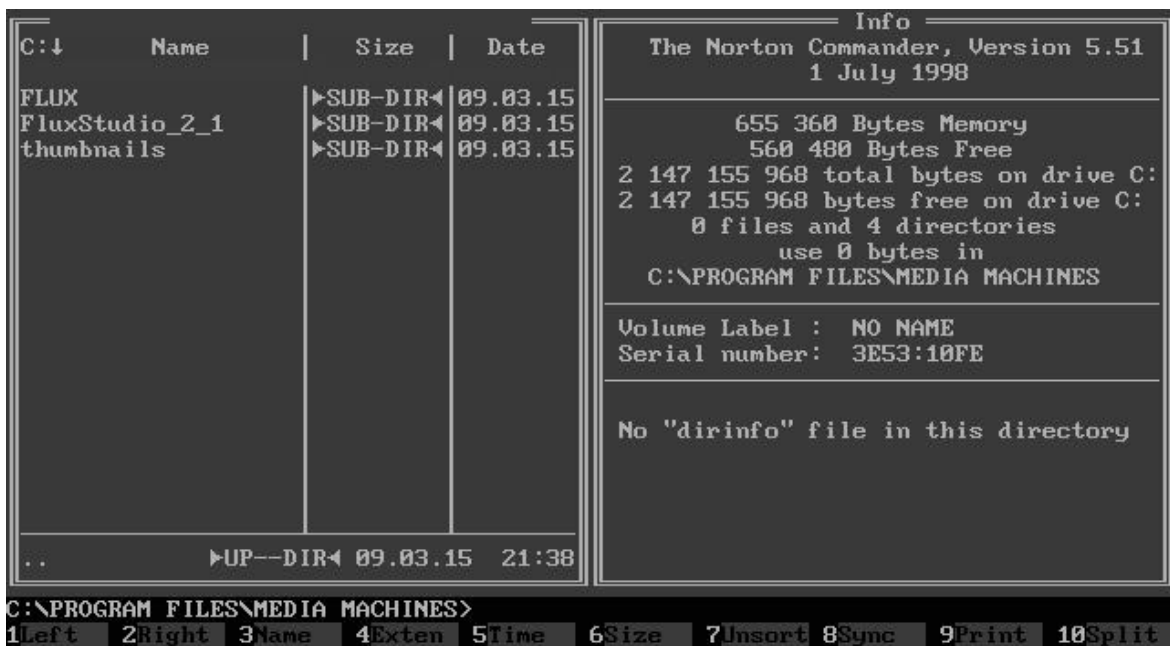 C:↓ Name | Size | Date
FLUX ►SUB-DIR◄ 09.03.15
FluxStudio_2_1 ►SUB-DIR◄ 09.03.15
thumbnails ►SUB-DIR◄ 09.03.15
.. ►UP--DIR◄ 09.03.15 21:38
Info
The Norton Commander, Version 5.51
1 July 1998
655 360 Bytes Memory
560 480 Bytes Free
2 147 155 968 total bytes on drive C:
2 147 155 968 bytes free on drive C:
0 files and 4 directories
use 0 bytes in
C:\PROGRAM FILES\MEDIA MACHINES
Volume Label : NO NAME
Serial number: 3E53:10FE
No "dirinfo" file in this directory
C:\PROGRAM FILES\MEDIA MACHINES>
1Left 2Right 3Name 4Exten 5Time 6Size 7Unsort 8Sync 9Print 10Split